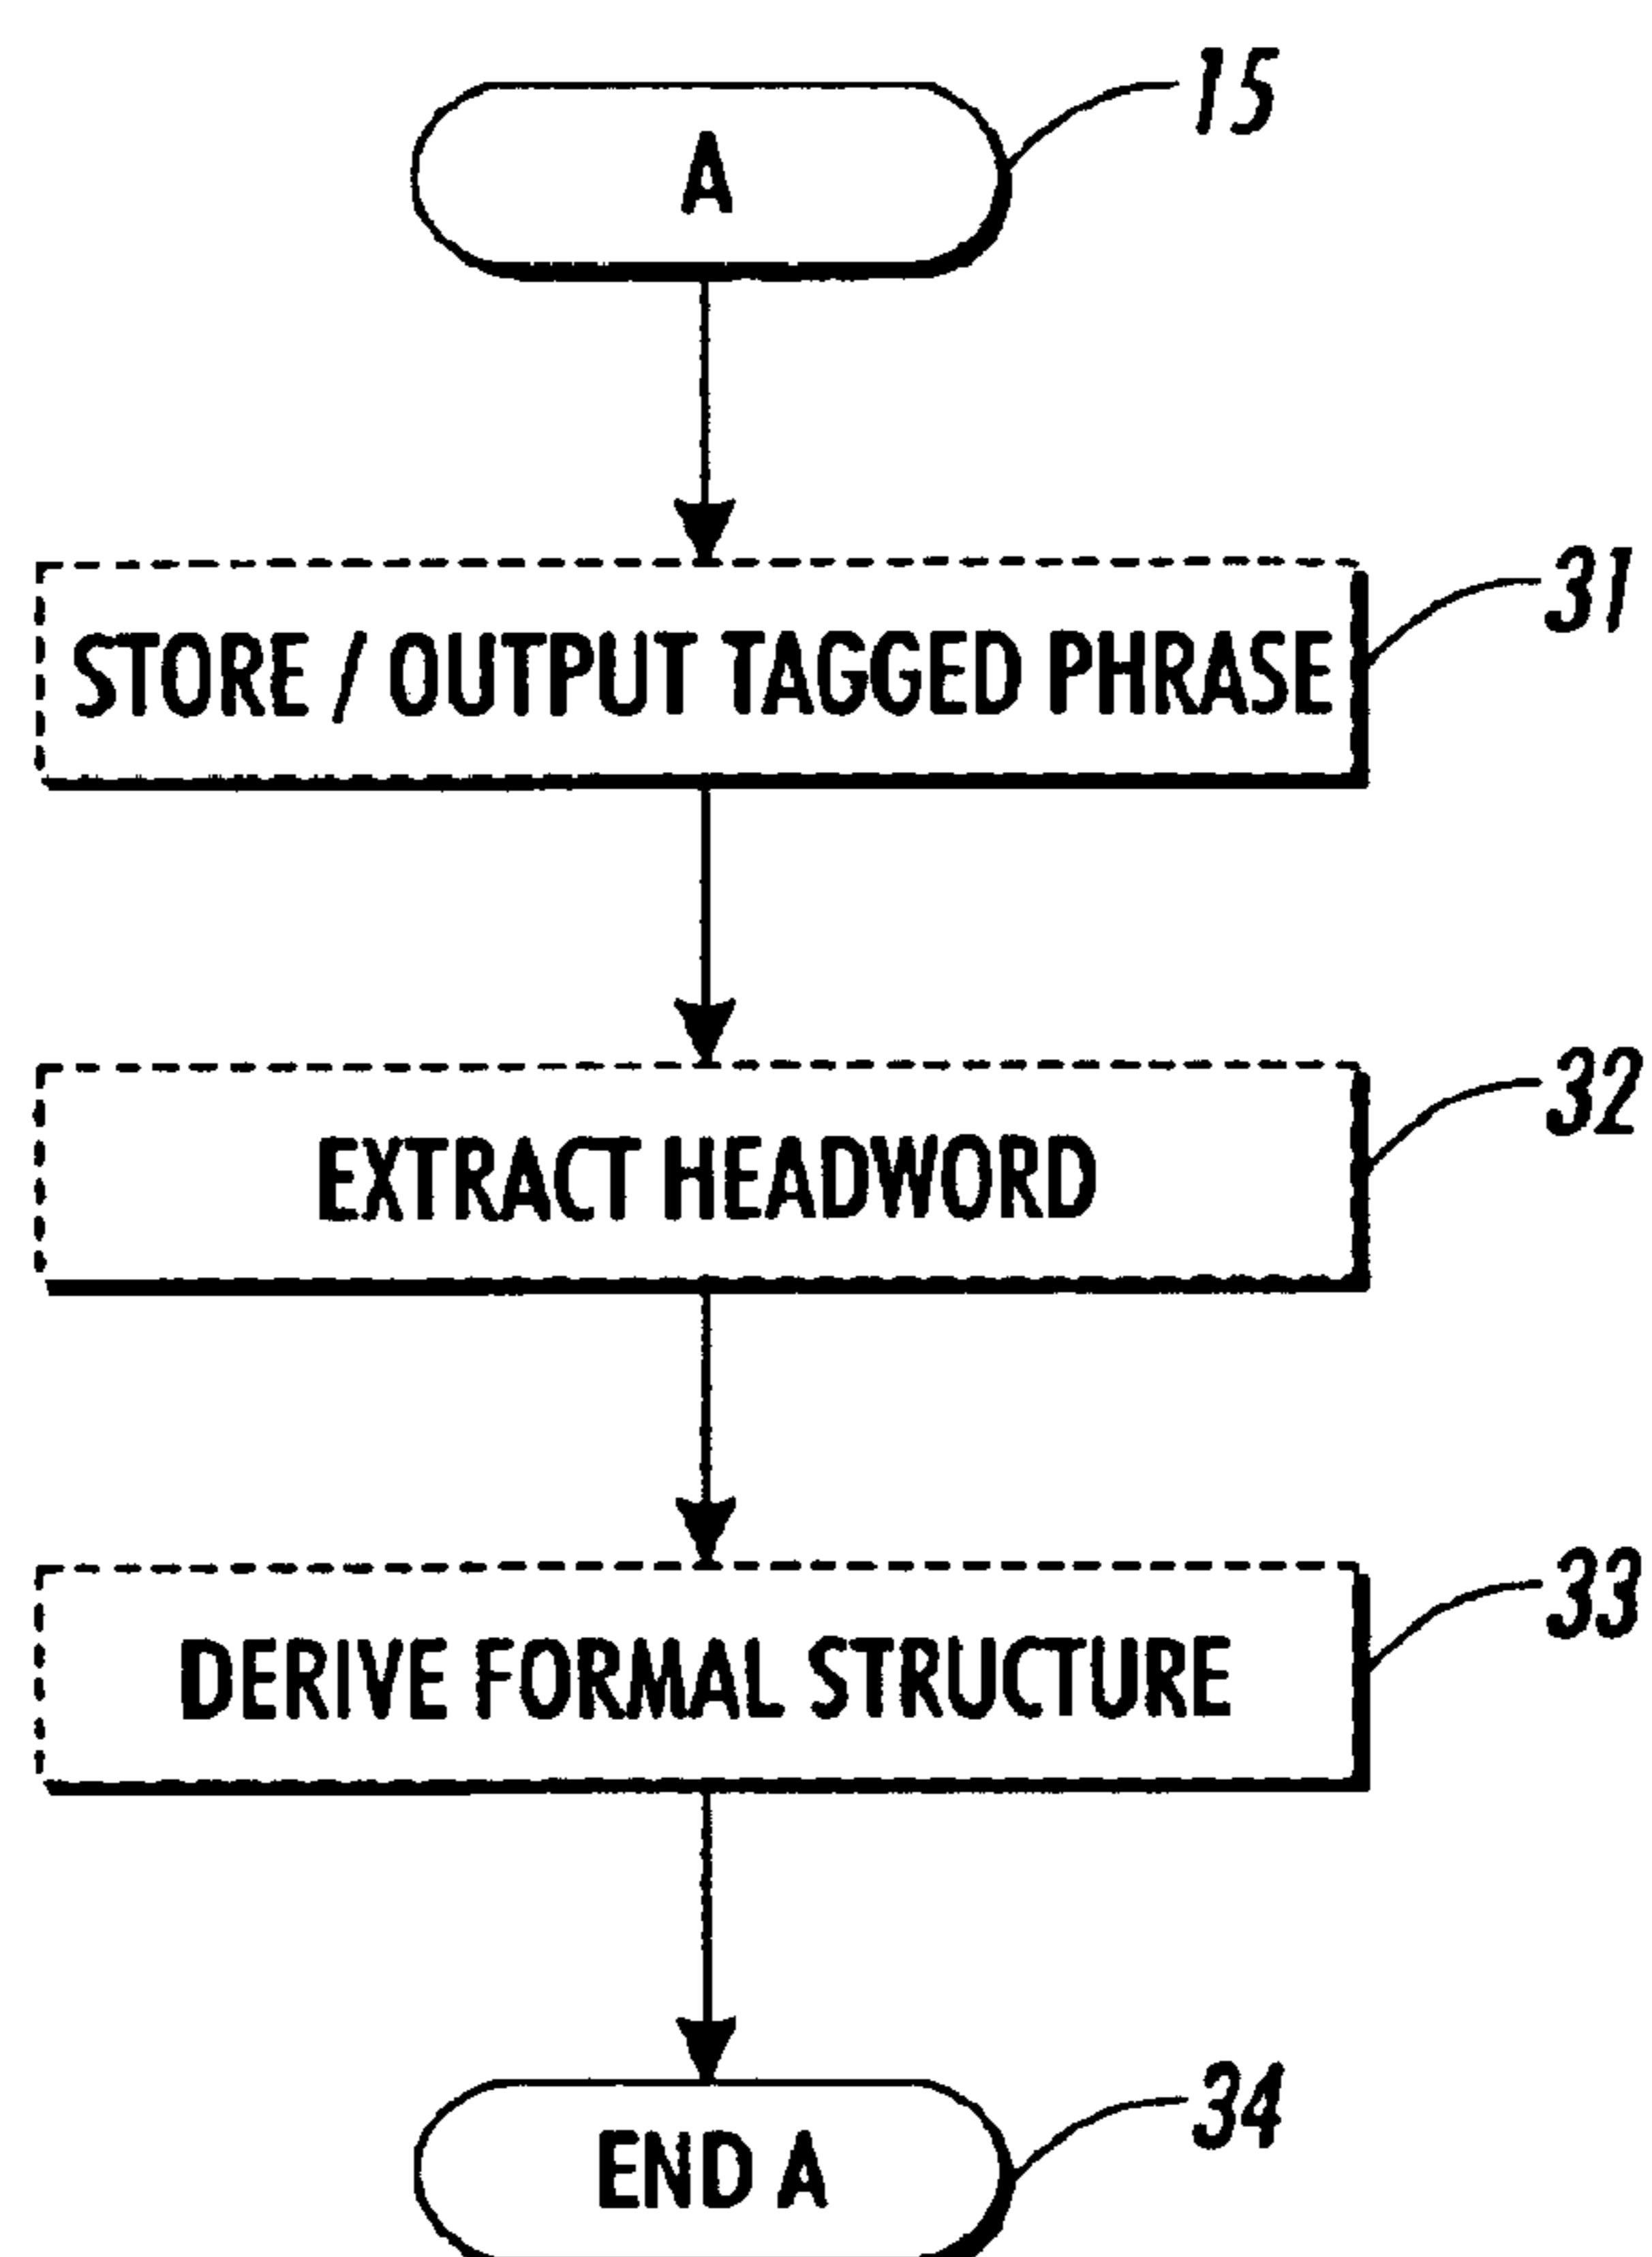 15
A
31
STORE / OUTPUT TAGGED PHRASE
32
EXTRACT HEADWORD
33
DERIVE FORMAL STRUCTURE
34
END A